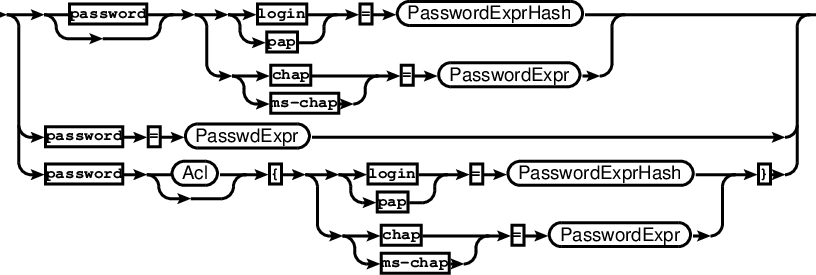 password login = PasswordExprHash
pap
chap = PasswordExpr
ms-chap
password = PasswdExpr
password Acl { login = PasswordExprHash }
pap
chap = PasswordExpr
ms-chap